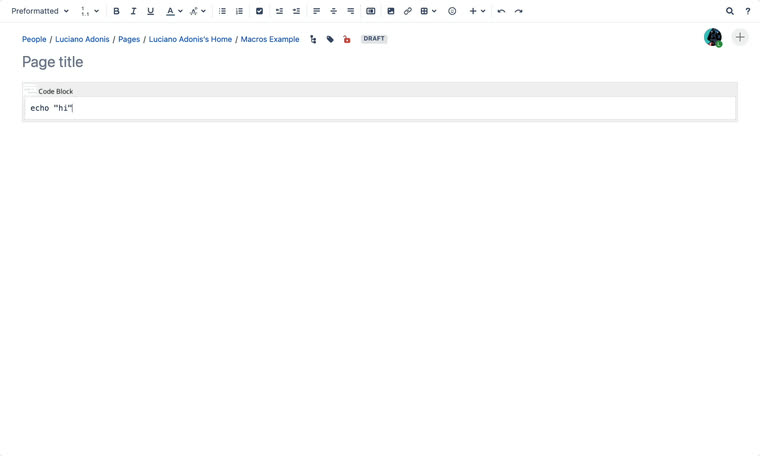 Preformatted B I U A
People / Luciano Adonis / Pages / Luciano Adonis's Home / Macros Example DRAFT
Page title
Code Block
echo "hi"